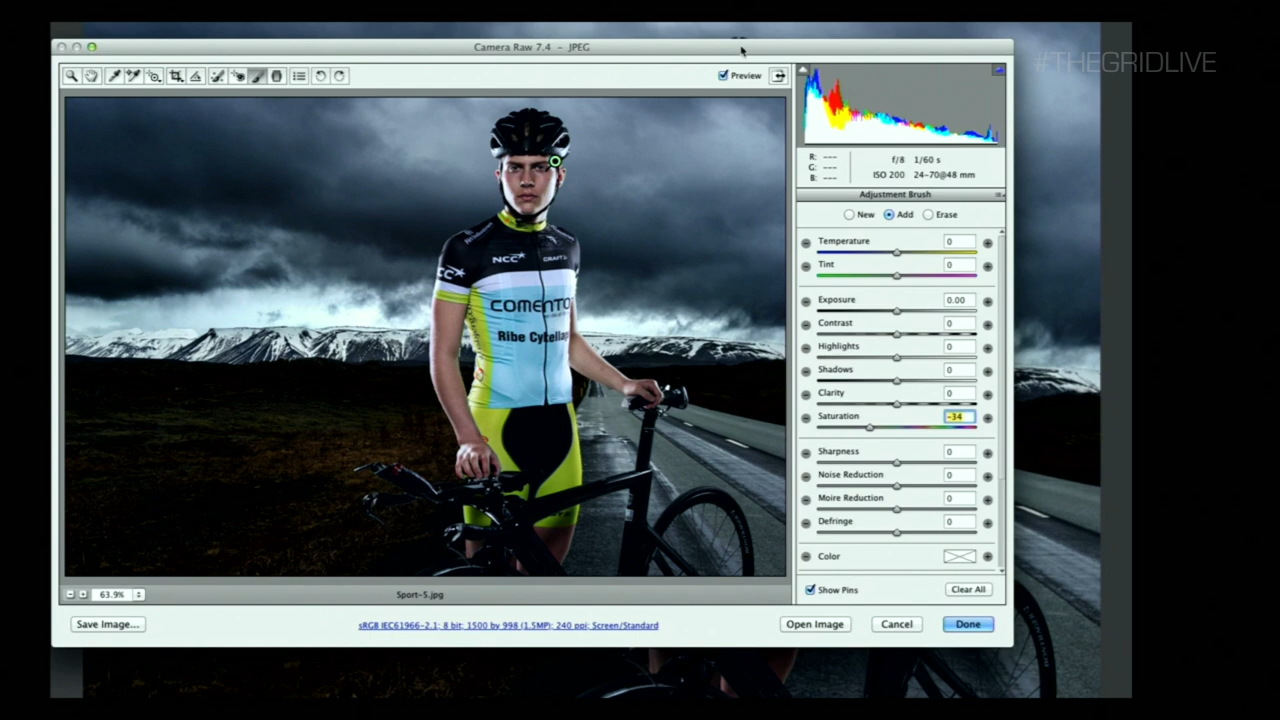 Camera Raw 7.4 – JPEG
#THEGRIDLIVE
Preview
R: ---
G: ---
B: ---
f/8 1/60 s
ISO 200 24-70@48 mm
Adjustment Brush
New Add Erase
Temperature 0
Tint 0
Exposure 0.00
Contrast 0
Highlights 0
Shadows 0
Clarity 0
Saturation -34
Sharpness 0
Noise Reduction 0
Moire Reduction 0
Defringe 0
Color
Show Pins Clear All
NCC CRAFT
CC
COMENTO
Ribe Cykellag
63.9% Sport-5.jpg
Save Image... sRGB IEC61966-2.1; 8 bit; 1500 by 998 (1.5MP); 240 ppi; Screen/Standard Open Image Cancel Done